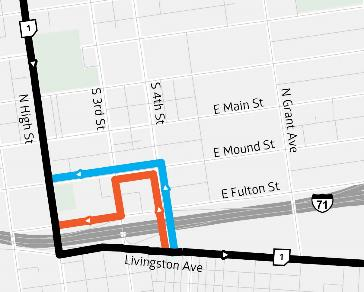 1
N High St
S 3rd St
S 4th St
N Grant Ave
E Main St
E Mound St
E Fulton St
71
Livingston Ave
1